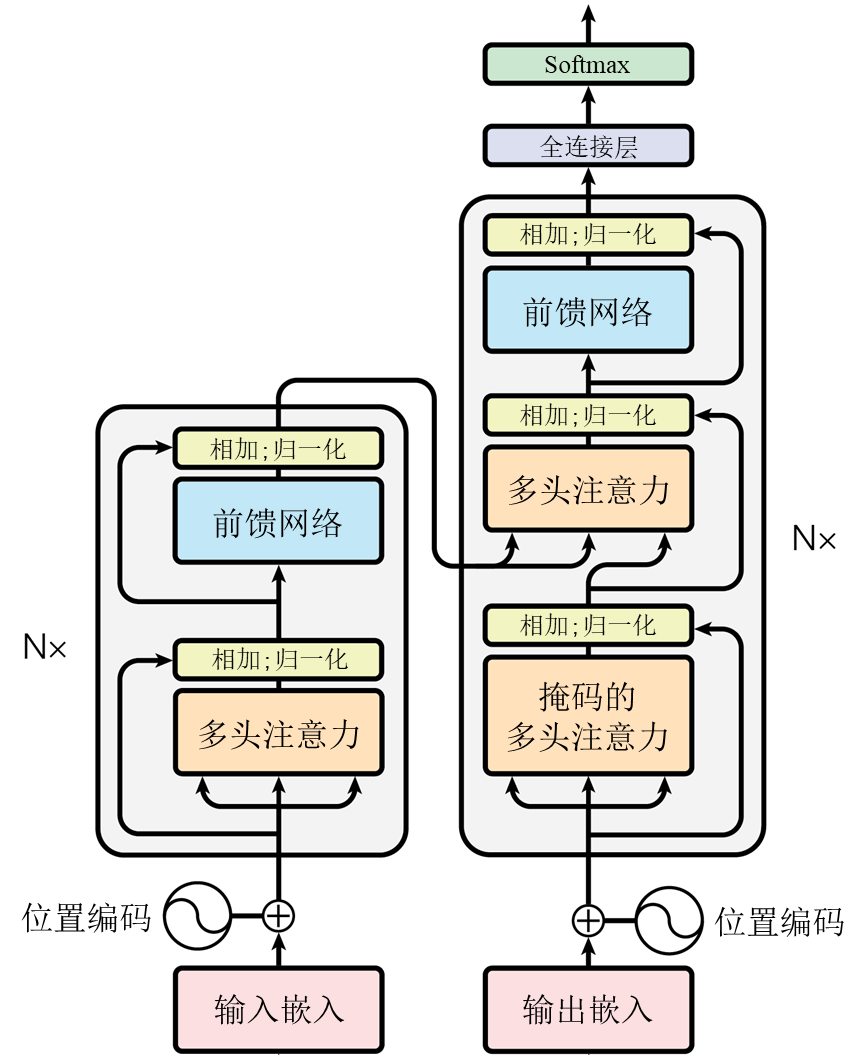 Softmax
全连接层
相加;归一化
前馈网络
相加;归一化
多头注意力
相加;归一化
掩码的
多头注意力
N×
位置编码
输出嵌入
相加;归一化
前馈网络
相加;归一化
多头注意力
N×
位置编码
输入嵌入